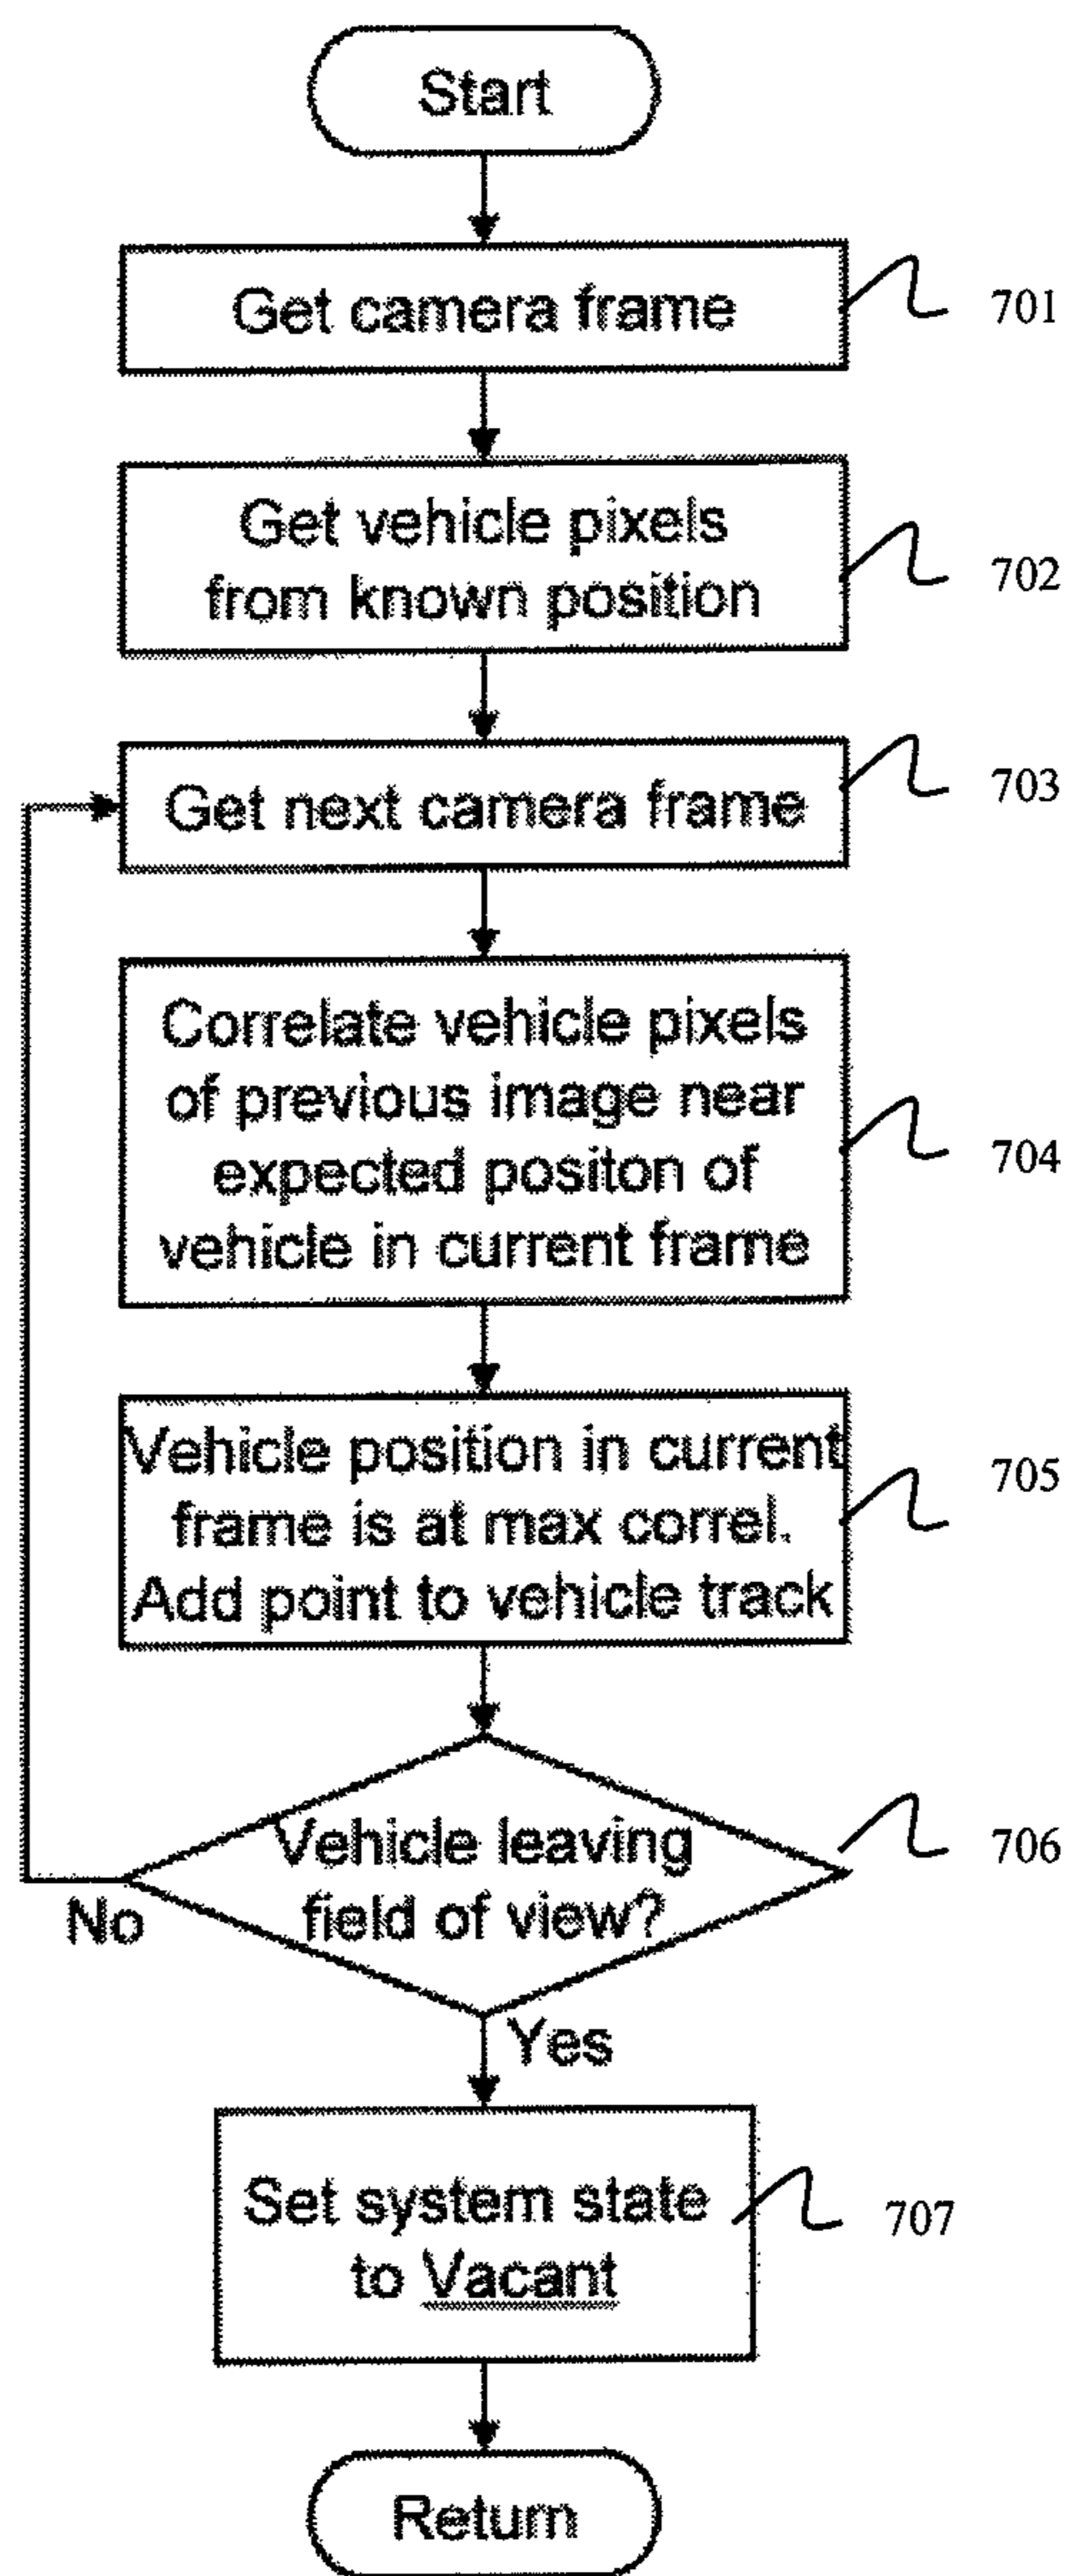 Start
Get camera frame
701
Get vehicle pixels
from known position
702
Get next camera frame
703
Correlate vehicle pixels
of previous image near
expected positon of
vehicle in current frame
704
Vehicle position in current
frame is at max correl.
Add point to vehicle track
705
Vehicle leaving
field of view?
706
No
Yes
Set system state
to Vacant
707
Return